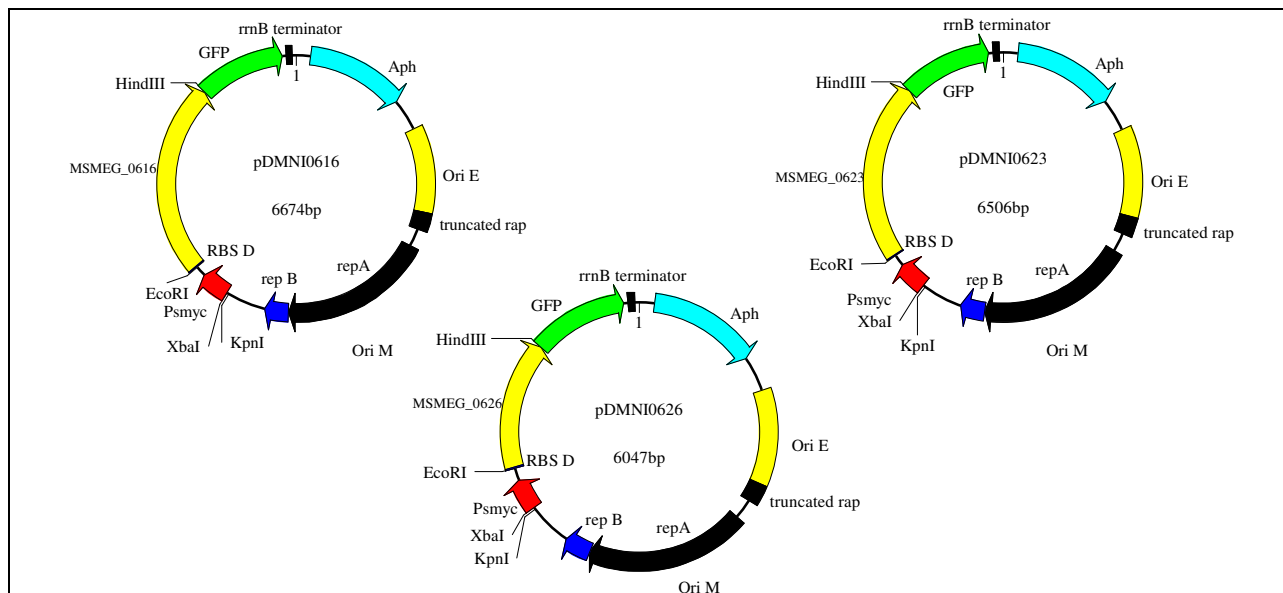 rrnB terminator
GFP
1
Aph
HindIII
MSMEG_0616
pDMNI0616
6674bp
Ori E
truncated rap
RBS D
EcoRI
Psmyc
XbaI
KpnI
rep B
repA
Ori M
rrnB terminator
GFP
1
Aph
HindIII
MSMEG_0623
pDMNI0623
6506bp
Ori E
truncated rap
RBS D
EcoRI
Psmyc
XbaI
KpnI
rep B
repA
Ori M
rrnB terminator
GFP
1
Aph
HindIII
MSMEG_0626
pDMNI0626
6047bp
Ori E
truncated rap
RBS D
EcoRI
Psmyc
XbaI
KpnI
rep B
repA
Ori M